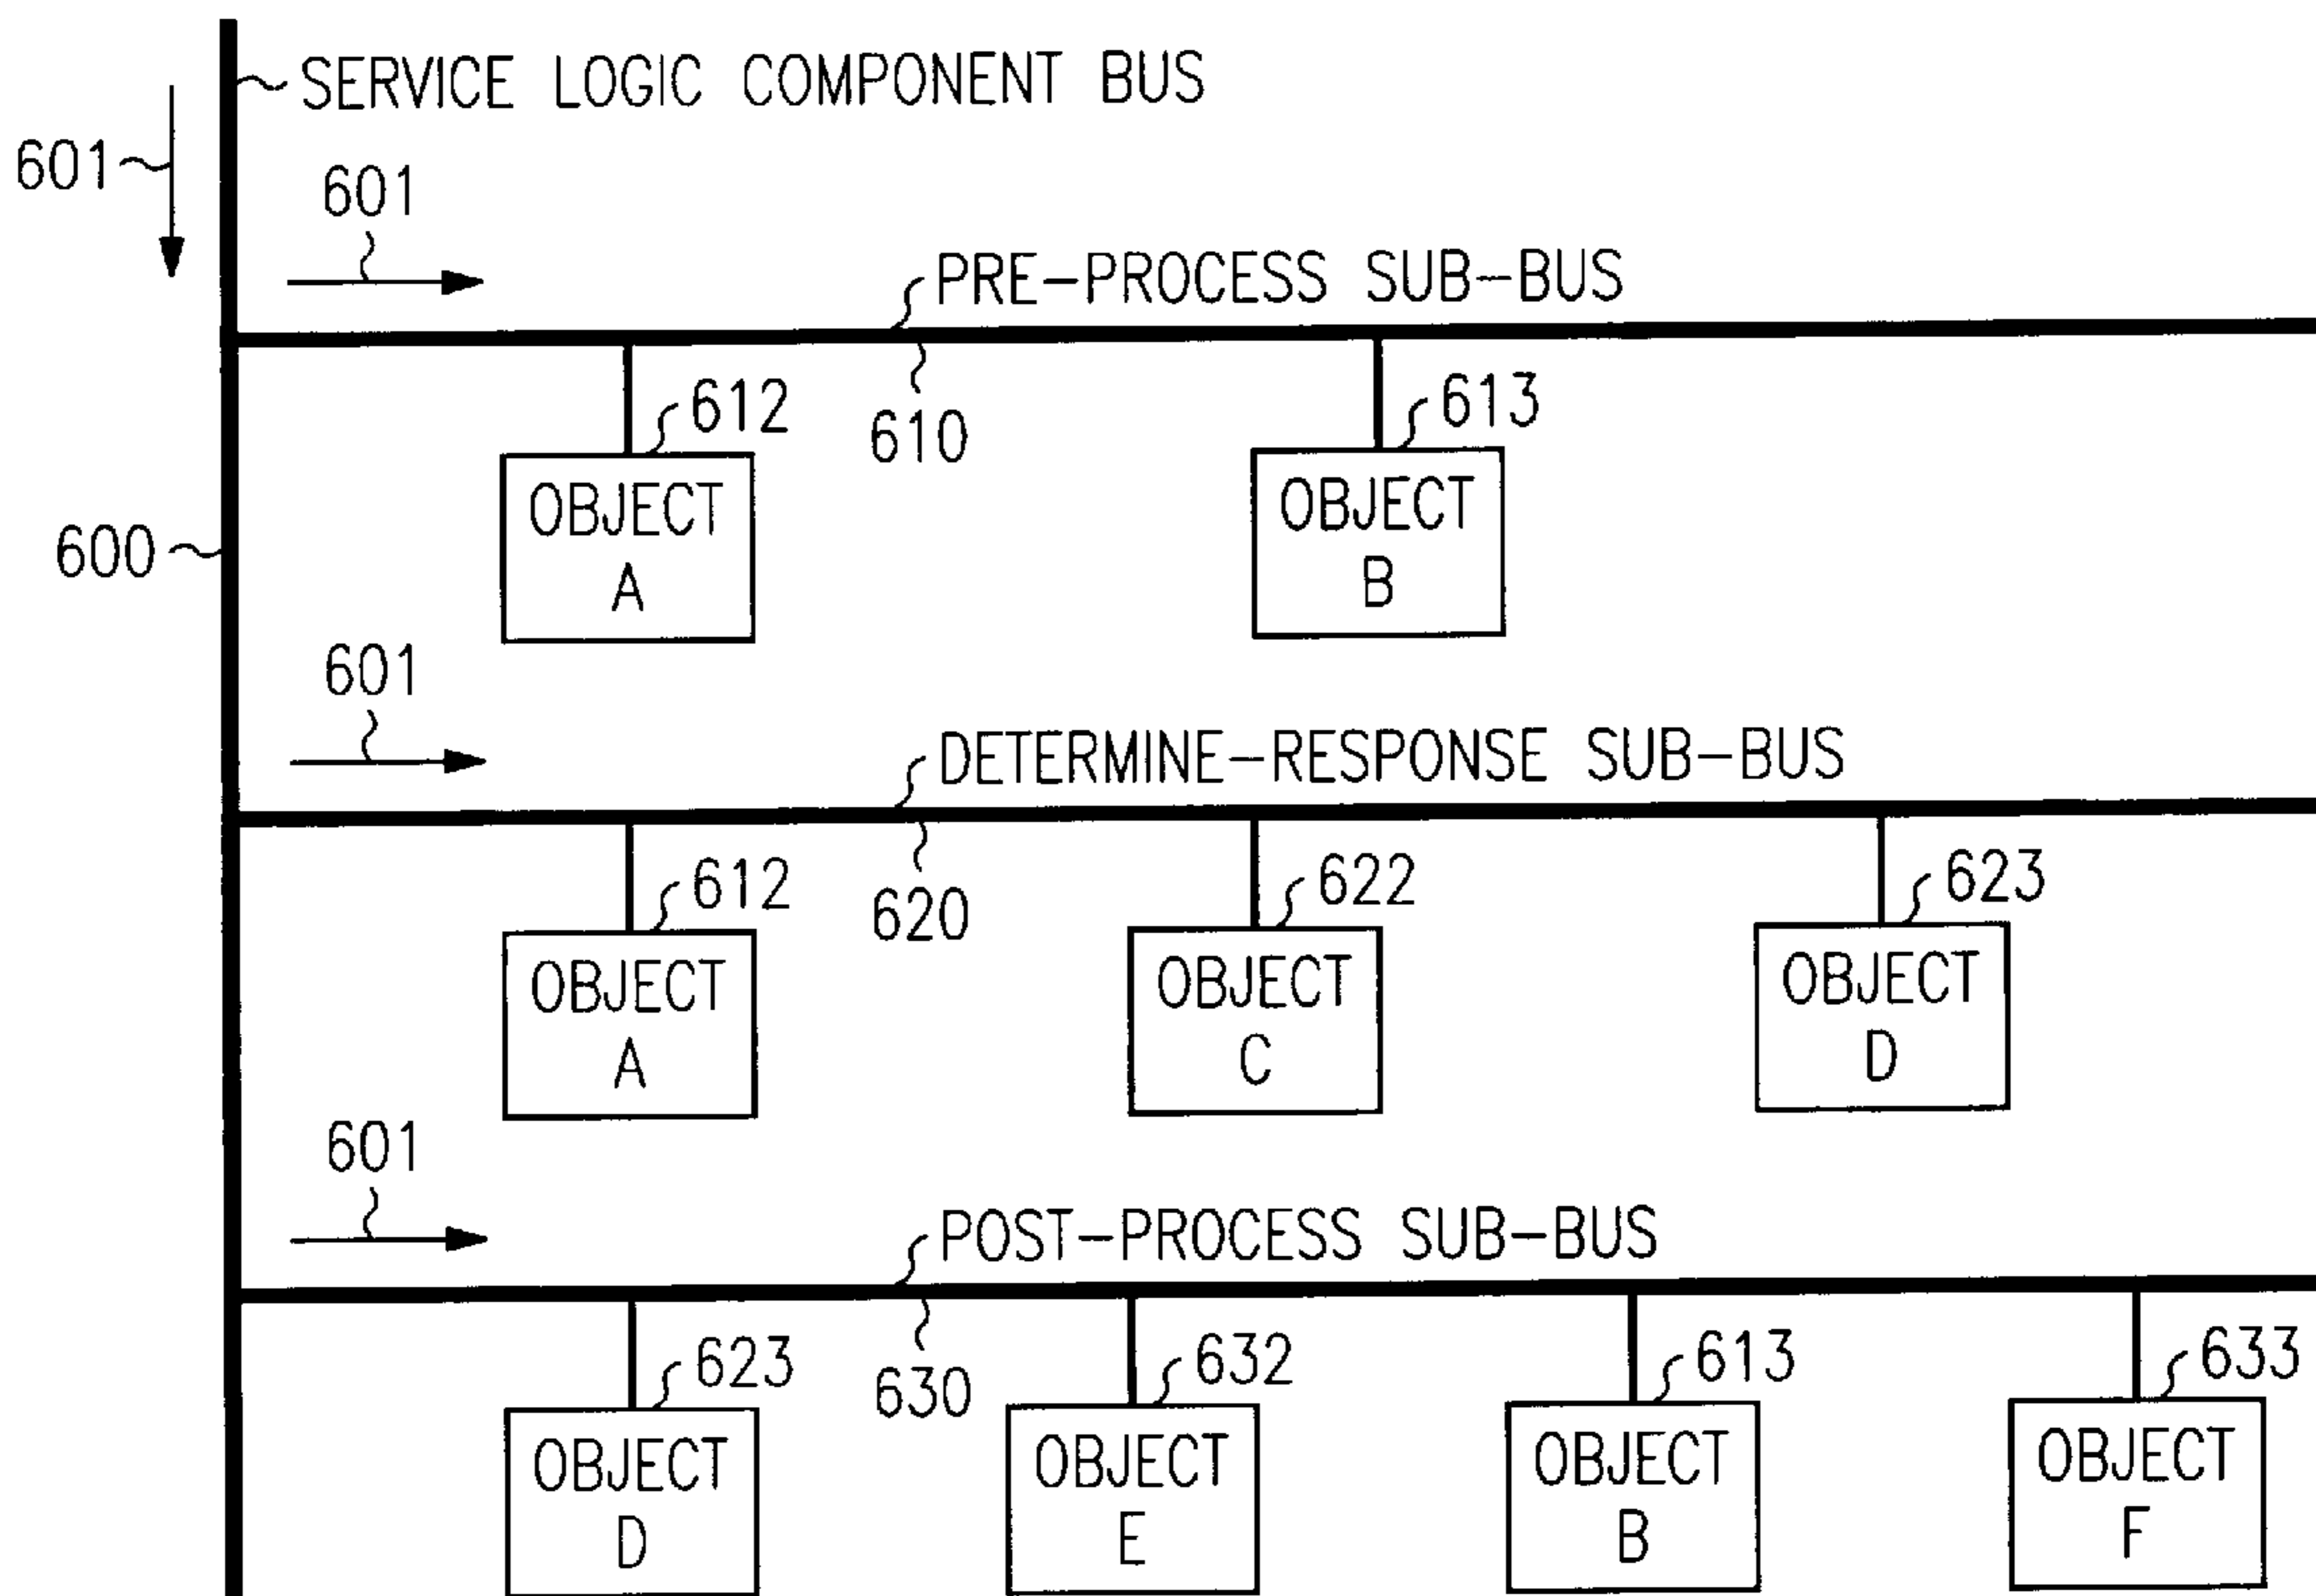 SERVICE LOGIC COMPONENT BUS
601
601
PRE-PROCESS SUB-BUS
612
610
613
OBJECT
A
OBJECT
B
600
601
DETERMINE-RESPONSE SUB-BUS
612
620
622
623
OBJECT
A
OBJECT
C
OBJECT
D
601
POST-PROCESS SUB-BUS
623
630
632
613
633
OBJECT
D
OBJECT
E
OBJECT
B
OBJECT
F